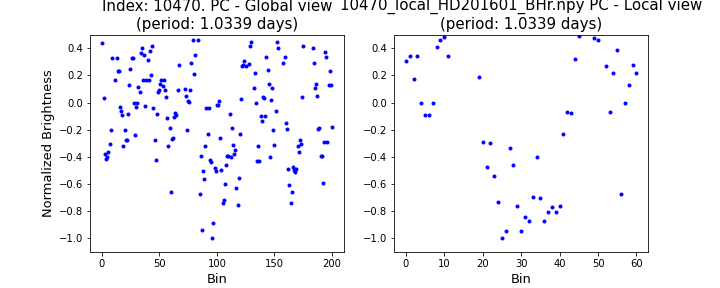 Index: 10470. PC - Global view
(period: 1.0339 days)
10470_local_HD201601_BHr.npy PC - Local view
(period: 1.0339 days)
Normalized Brightness
0.4
0.2
0.0
−0.2
−0.4
−0.6
−0.8
−1.0
0 50 100 150 200
Bin
0.4
0.2
0.0
−0.2
−0.4
−0.6
−0.8
−1.0
0 10 20 30 40 50 60
Bin